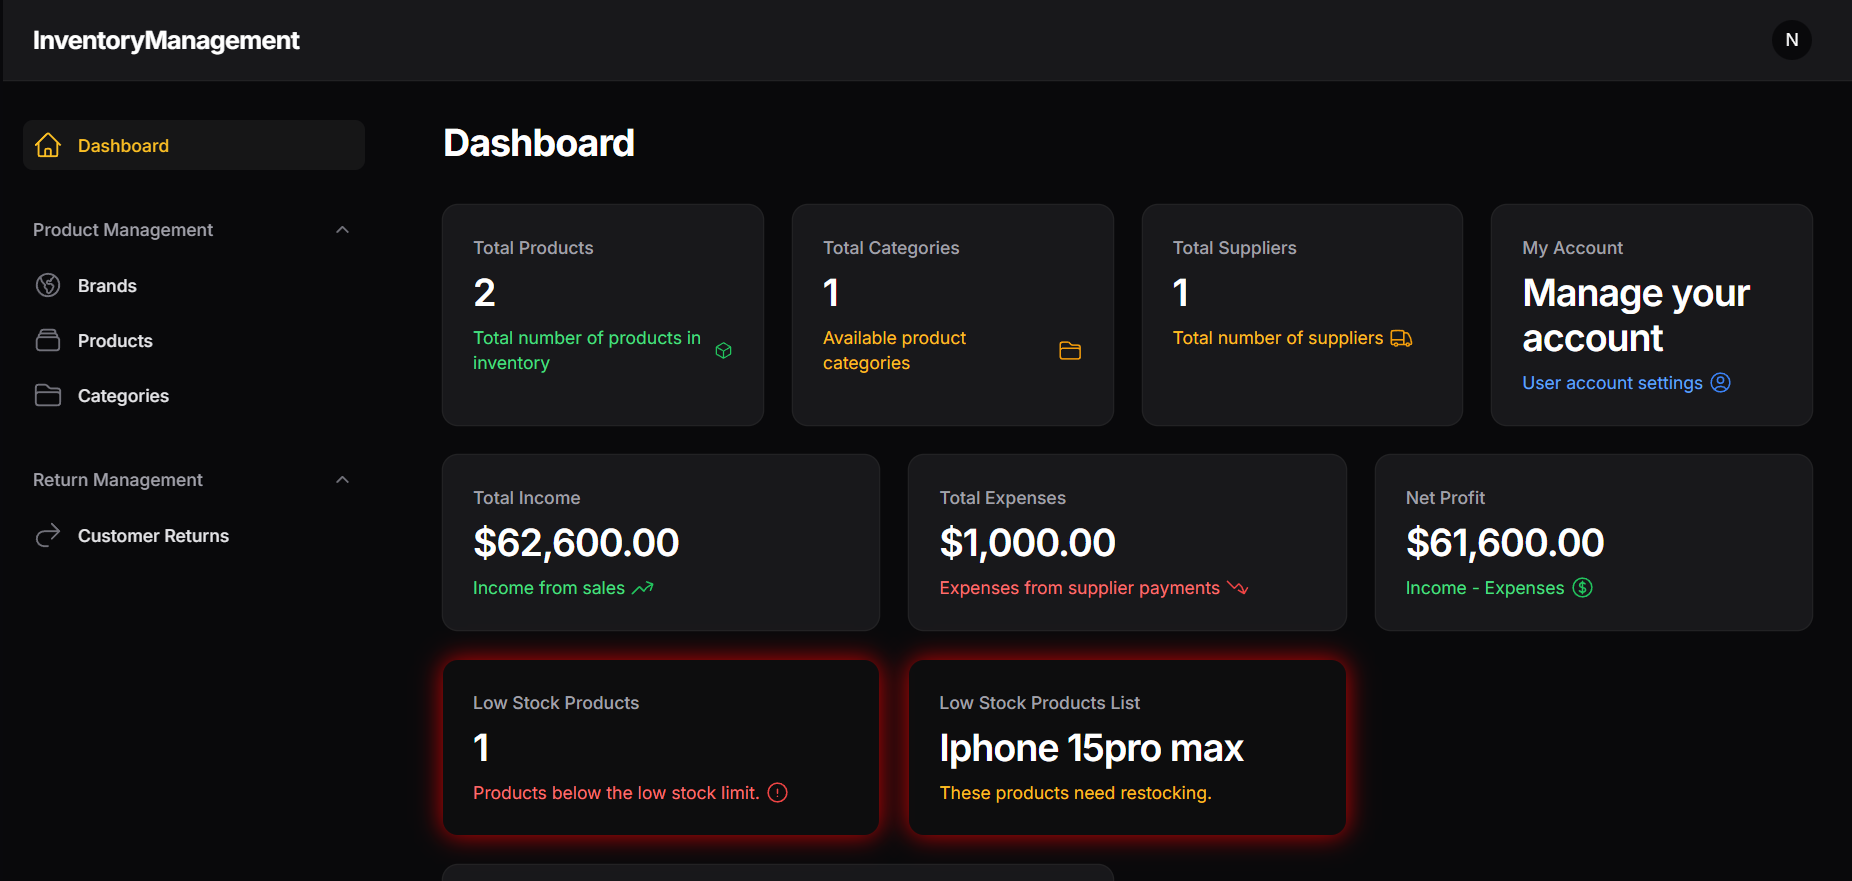 InventoryManagement
N
Dashboard
Product Management
Brands
Products
Categories
Return Management
Customer Returns
Dashboard
Total Products
2
Total number of products in
inventory
Total Categories
1
Available product
categories
Total Suppliers
1
Total number of suppliers
My Account
Manage your
account
User account settings
Total Income
$62,600.00
Income from sales
Total Expenses
$1,000.00
Expenses from supplier payments
Net Profit
$61,600.00
Income - Expenses
Low Stock Products
1
Products below the low stock limit.
Low Stock Products List
Iphone 15pro max
These products need restocking.